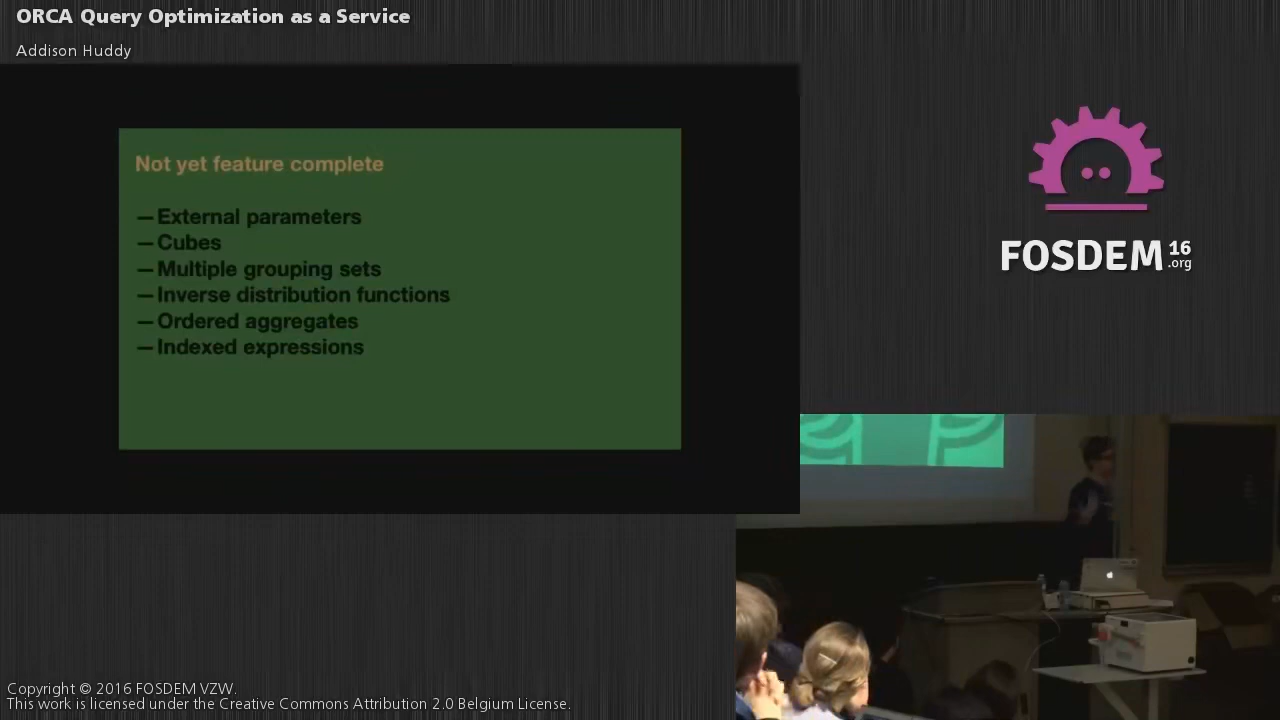 ORCA Query Optimization as a Service
Addison Huddy
Not yet feature complete
—External parameters
—Cubes
—Multiple grouping sets
—Inverse distribution functions
—Ordered aggregates
—Indexed expressions
FOSDEM 16
.org
Copyright © 2016 FOSDEM VZW.
This work is licensed under the Creative Commons Attribution 2.0 Belgium License.